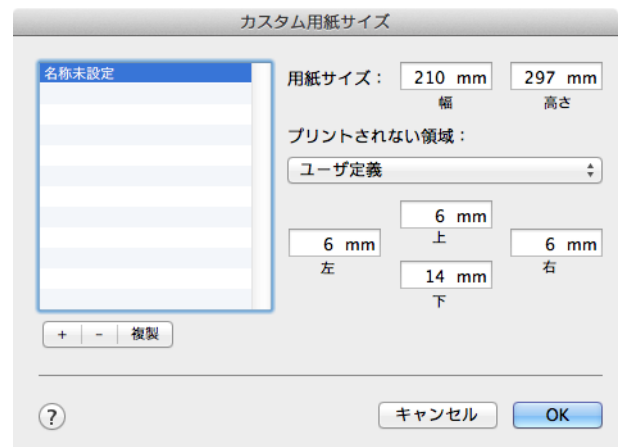 カスタム用紙サイズ
名称未設定
用紙サイズ： 210 mm 297 mm
幅 高さ
プリントされない領域：
ユーザ定義
6 mm
上
6 mm 6 mm
左 右
14 mm
下
+ - 複製
? キャンセル OK